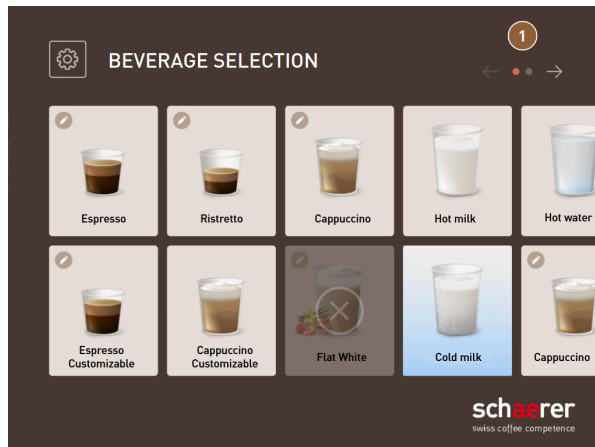 1
BEVERAGE SELECTION
Espresso
Ristretto
Cappuccino
Hot milk
Hot water
Espresso
Customizable
Cappuccino
Customizable
Flat White
Cold milk
Cappuccino
schaerer
swiss coffee competence